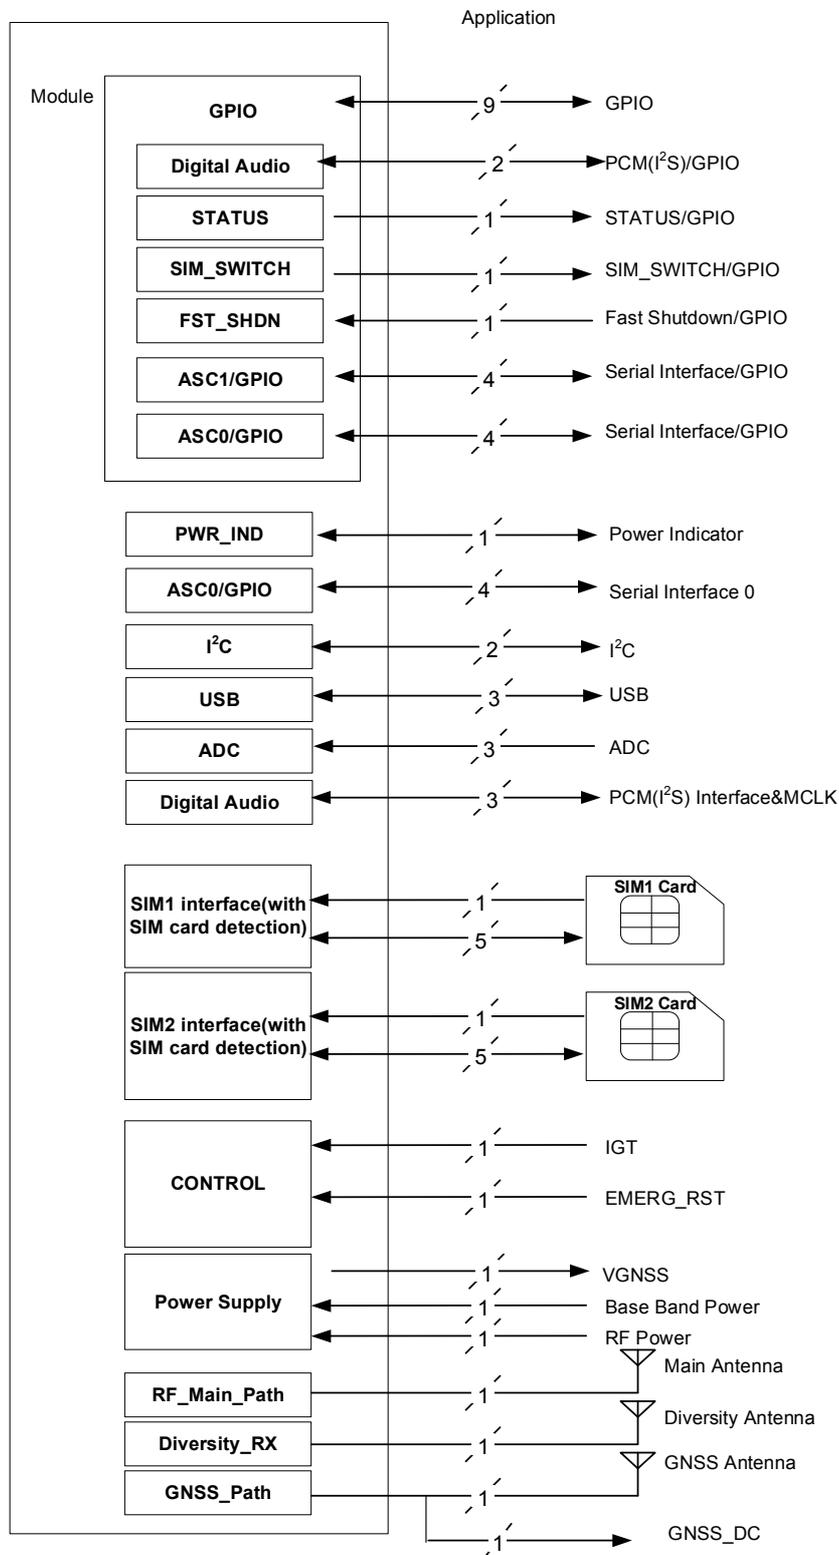 Application
Module
GPIO
9
GPIO
Digital Audio
2
PCM(I²S)/GPIO
STATUS
1
STATUS/GPIO
SIM_SWITCH
1
SIM_SWITCH/GPIO
FST_SHDN
1
Fast Shutdown/GPIO
ASC1/GPIO
4
Serial Interface/GPIO
ASC0/GPIO
4
Serial Interface/GPIO
PWR_IND
1
Power Indicator
ASC0/GPIO
4
Serial Interface 0
I²C
2
I²C
USB
3
USB
ADC
3
ADC
Digital Audio
3
PCM(I²S) Interface&MCLK
SIM1 interface(with
SIM card detection)
1
5
SIM1 Card
SIM2 interface(with
SIM card detection)
1
5
SIM2 Card
CONTROL
1
IGT
1
EMERG_RST
Power Supply
1
VGNSS
1
Base Band Power
1
RF Power
RF_Main_Path
1
Main Antenna
Diversity_RX
1
Diversity Antenna
GNSS_Path
1
GNSS Antenna
1
GNSS_DC